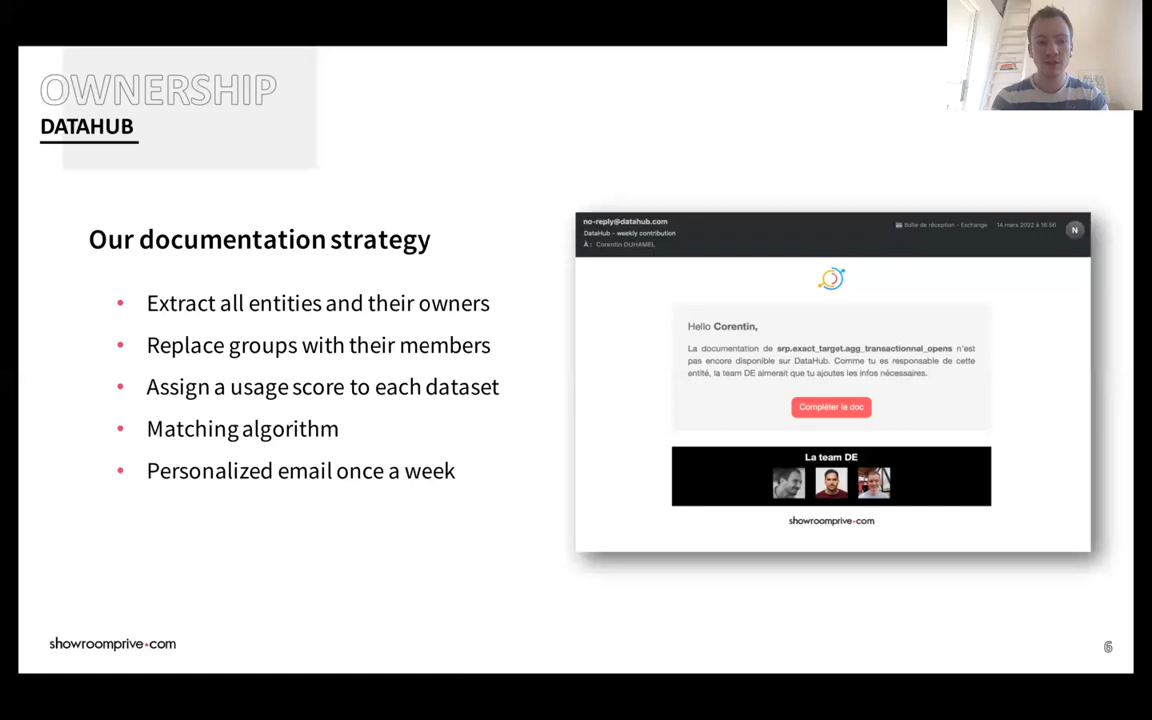 OWNERSHIP
DATAHUB
Our documentation strategy
• Extract all entities and their owners
• Replace groups with their members
• Assign a usage score to each dataset
• Matching algorithm
• Personalized email once a week
no-reply@datahub.com
DataHub - weekly contribution
À : Corentin DUHAMEL
Boîte de réception - Exchange 14 mars 2022 à 16:56
N
Hello Corentin,
La documentation de srp.exact_target.agg_transactionnal_opens n'est
pas encore disponible sur DataHub. Comme tu es responsable de cette
entité, la team DE aimerait que tu ajoutes les infos nécessaires.
Compléter la doc
La team DE
showroomprive•com
showroomprive•com
6